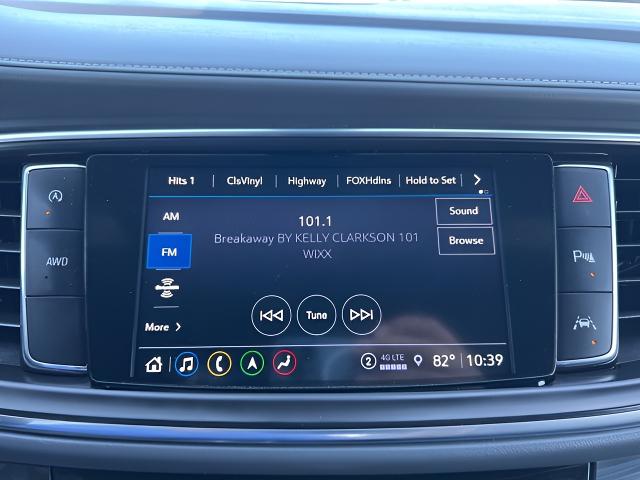 Hits 1 ClsVinyl Highway FOXHdlns Hold to Set >
AM
101.1
Sound
Breakaway BY KELLY CLARKSON 101
WIXX
Browse
FM
AWD
Tune
More >
2 4G LTE 82° 10:39
P
A